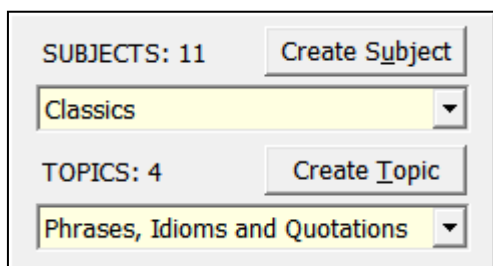 SUBJECTS: 11 Create Subject
Classics
TOPICS: 4 Create Topic
Phrases, Idioms and Quotations